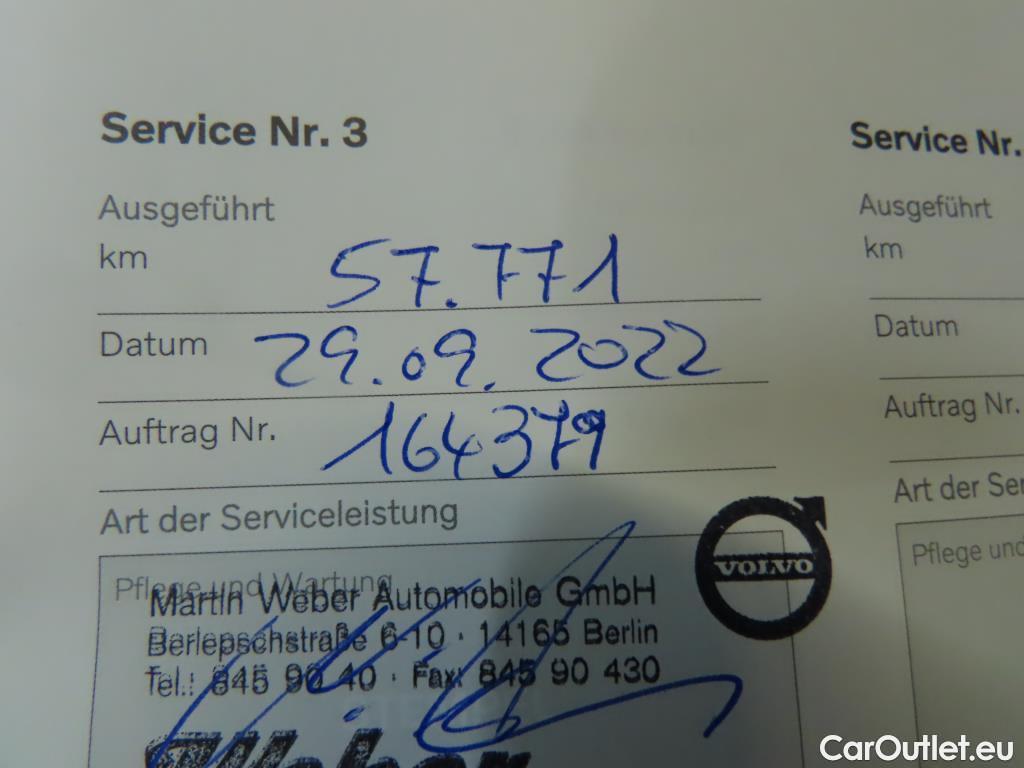 Service Nr. 3
Ausgeführt
km 57.771
Datum 29.09.2022
Auftrag Nr. 164379
Art der Serviceleistung
Pflege und Wartung
Martin Weber Automobile GmbH
Berlepschstraße 6-10 · 14165 Berlin
Tel.: 845 90 40 · Fax: 845 90 430
Weber
VOLVO
Service Nr.
Ausgeführt
km
Datum
Auftrag Nr.
Art der Ser
Pflege und
CarOutlet.eu